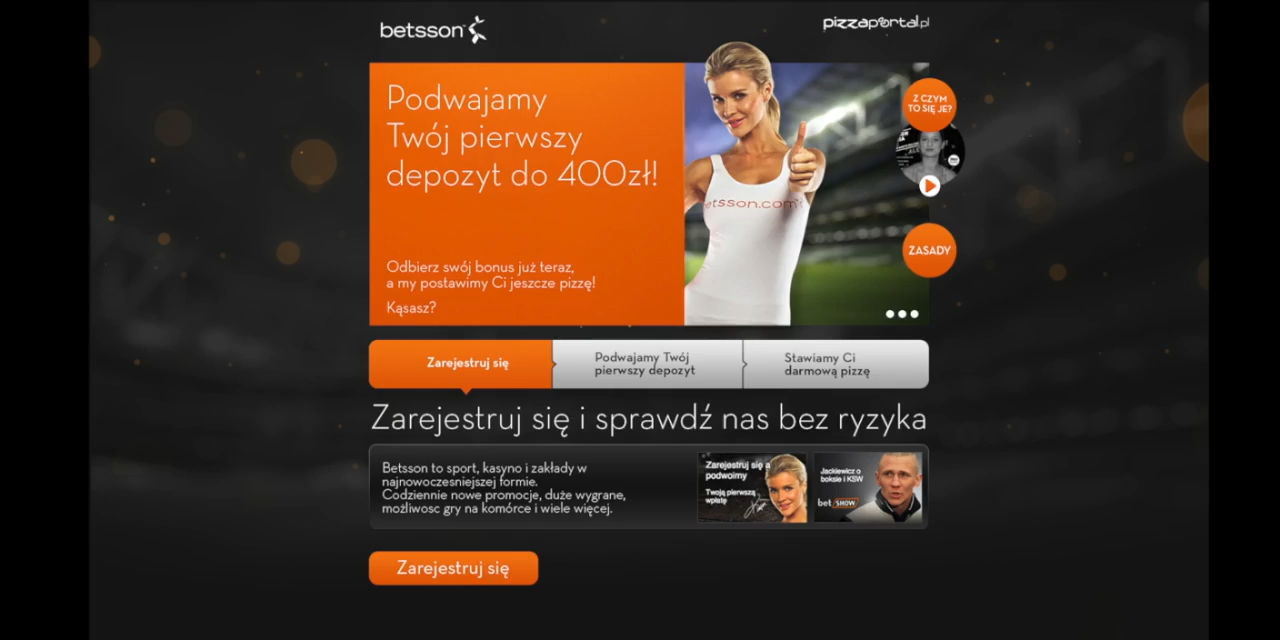 betsson
pizzaportal.pl
Podwajamy
Twój pierwszy
depozyt do 400zł!
Odbierz swój bonus już teraz,
a my postawimy Ci jeszcze pizzę!
Kąsasz?
betsson.com
Z CZYM
TO SIĘ JE?
ZASADY
Zarejestruj się
Podwajamy Twój
pierwszy depozyt
Stawiamy Ci
darmową pizzę
Zarejestruj się i sprawdź nas bez ryzyka
Betsson to sport, kasyno i zakłady w
najnowocześniejszej formie.
Codziennie nowe promocje, duże wygrane,
możliwosc gry na komórce i wiele więcej.
Zarejestruj się a
podwoimy
Twoją pierwszą
wpłatę
Jackiewicz o
boksie i KSW
bet SHOW
Zarejestruj się